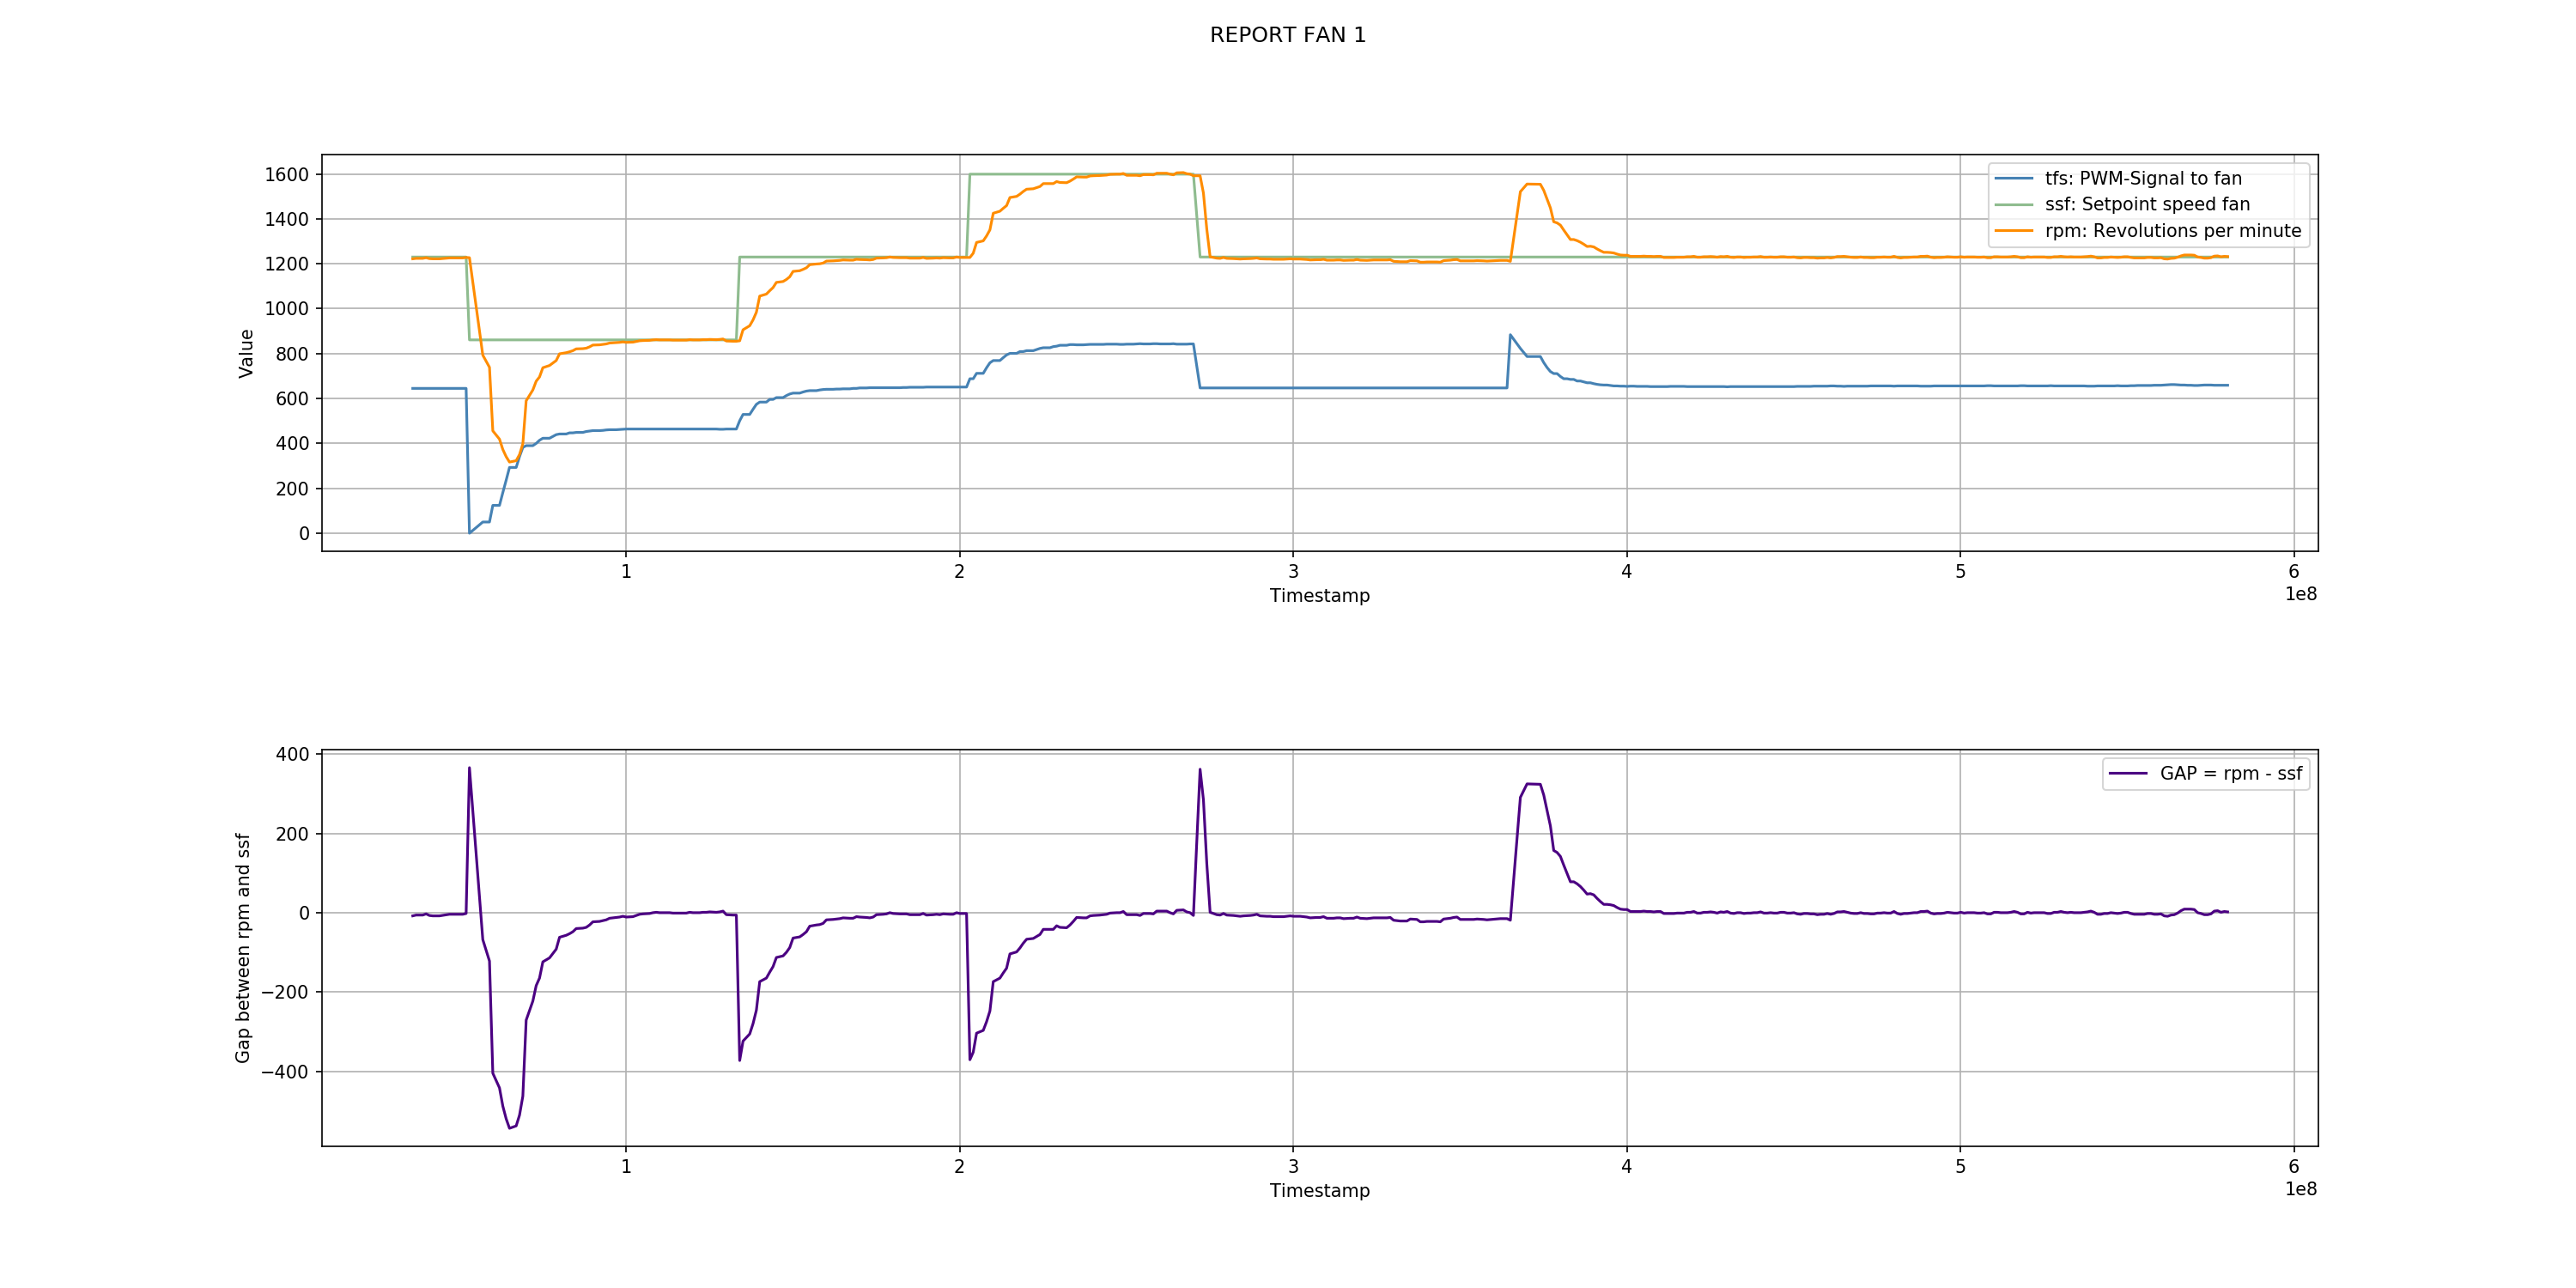 REPORT FAN 1
1600
1400
1200
1000
800
600
400
200
0
Value
tfs: PWM-Signal to fan
ssf: Setpoint speed fan
rpm: Revolutions per minute
1 2 3 4 5 6
Timestamp
1e8
400
200
0
−200
−400
Gap between rpm and ssf
GAP = rpm - ssf
1 2 3 4 5 6
Timestamp
1e8